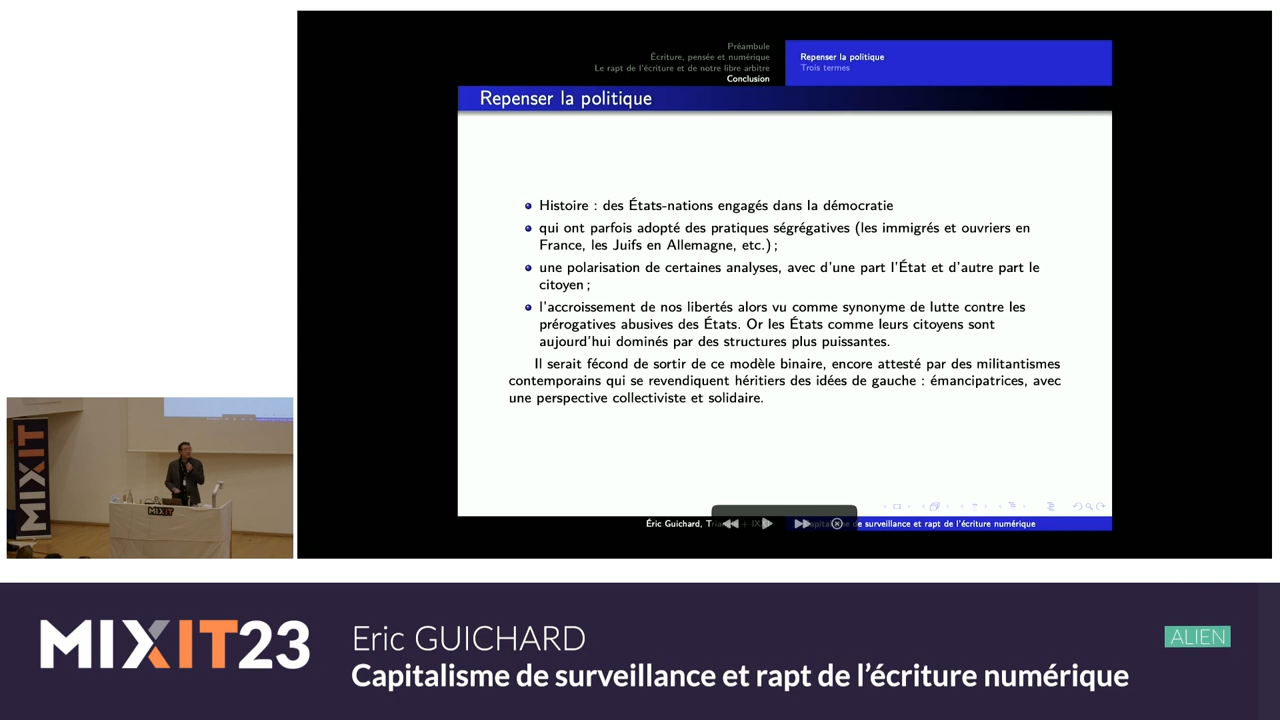 Préambule
Écriture, pensée et numérique
Le rapt de l'écriture et de notre libre arbitre
Conclusion
Repenser la politique
Trois termes
Repenser la politique
Histoire : des États-nations engagés dans la démocratie
qui ont parfois adopté des pratiques ségrégatives (les immigrés et ouvriers en
France, les Juifs en Allemagne, etc.) ;
une polarisation de certaines analyses, avec d'une part l'État et d'autre part le
citoyen ;
l'accroissement de nos libertés alors vu comme synonyme de lutte contre les
prérogatives abusives des États. Or les États comme leurs citoyens sont
aujourd'hui dominés par des structures plus puissantes.
Il serait fécond de sortir de ce modèle binaire, encore attesté par des militantismes
contemporains qui se revendiquent héritiers des idées de gauche : émancipatrices, avec
une perspective collectiviste et solidaire.
Éric Guichard,
de surveillance et rapt de l'écriture numérique
MIXIT
MIXIT
MIXIT23
Eric GUICHARD
ALIEN
Capitalisme de surveillance et rapt de l'écriture numérique